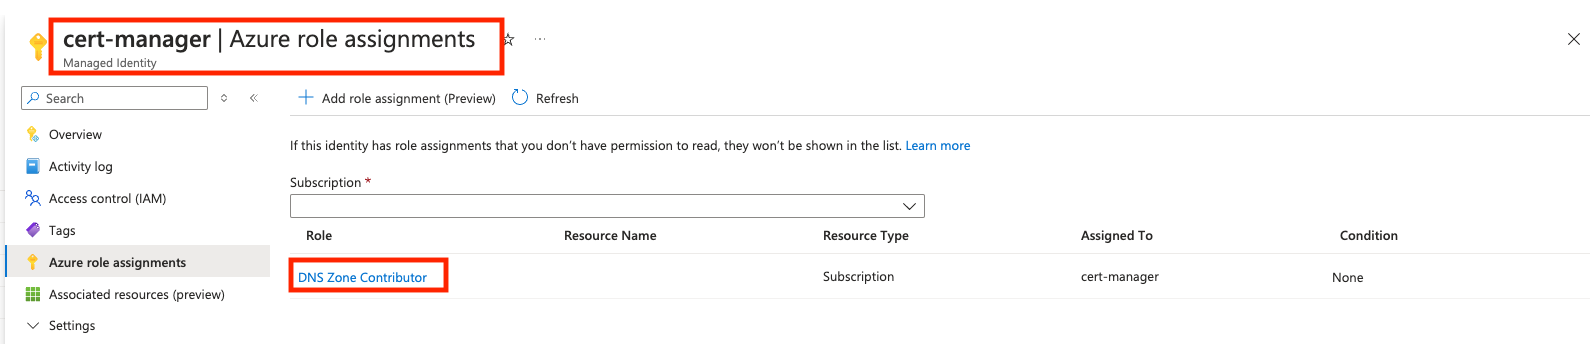 cert-manager | Azure role assignments
Managed Identity
Search
Add role assignment (Preview)
Refresh
Overview
Activity log
Access control (IAM)
Tags
Azure role assignments
Associated resources (preview)
Settings
If this identity has role assignments that you don't have permission to read, they won't be shown in the list. Learn more
Subscription *
Role Resource Name Resource Type Assigned To Condition
DNS Zone Contributor Subscription cert-manager None